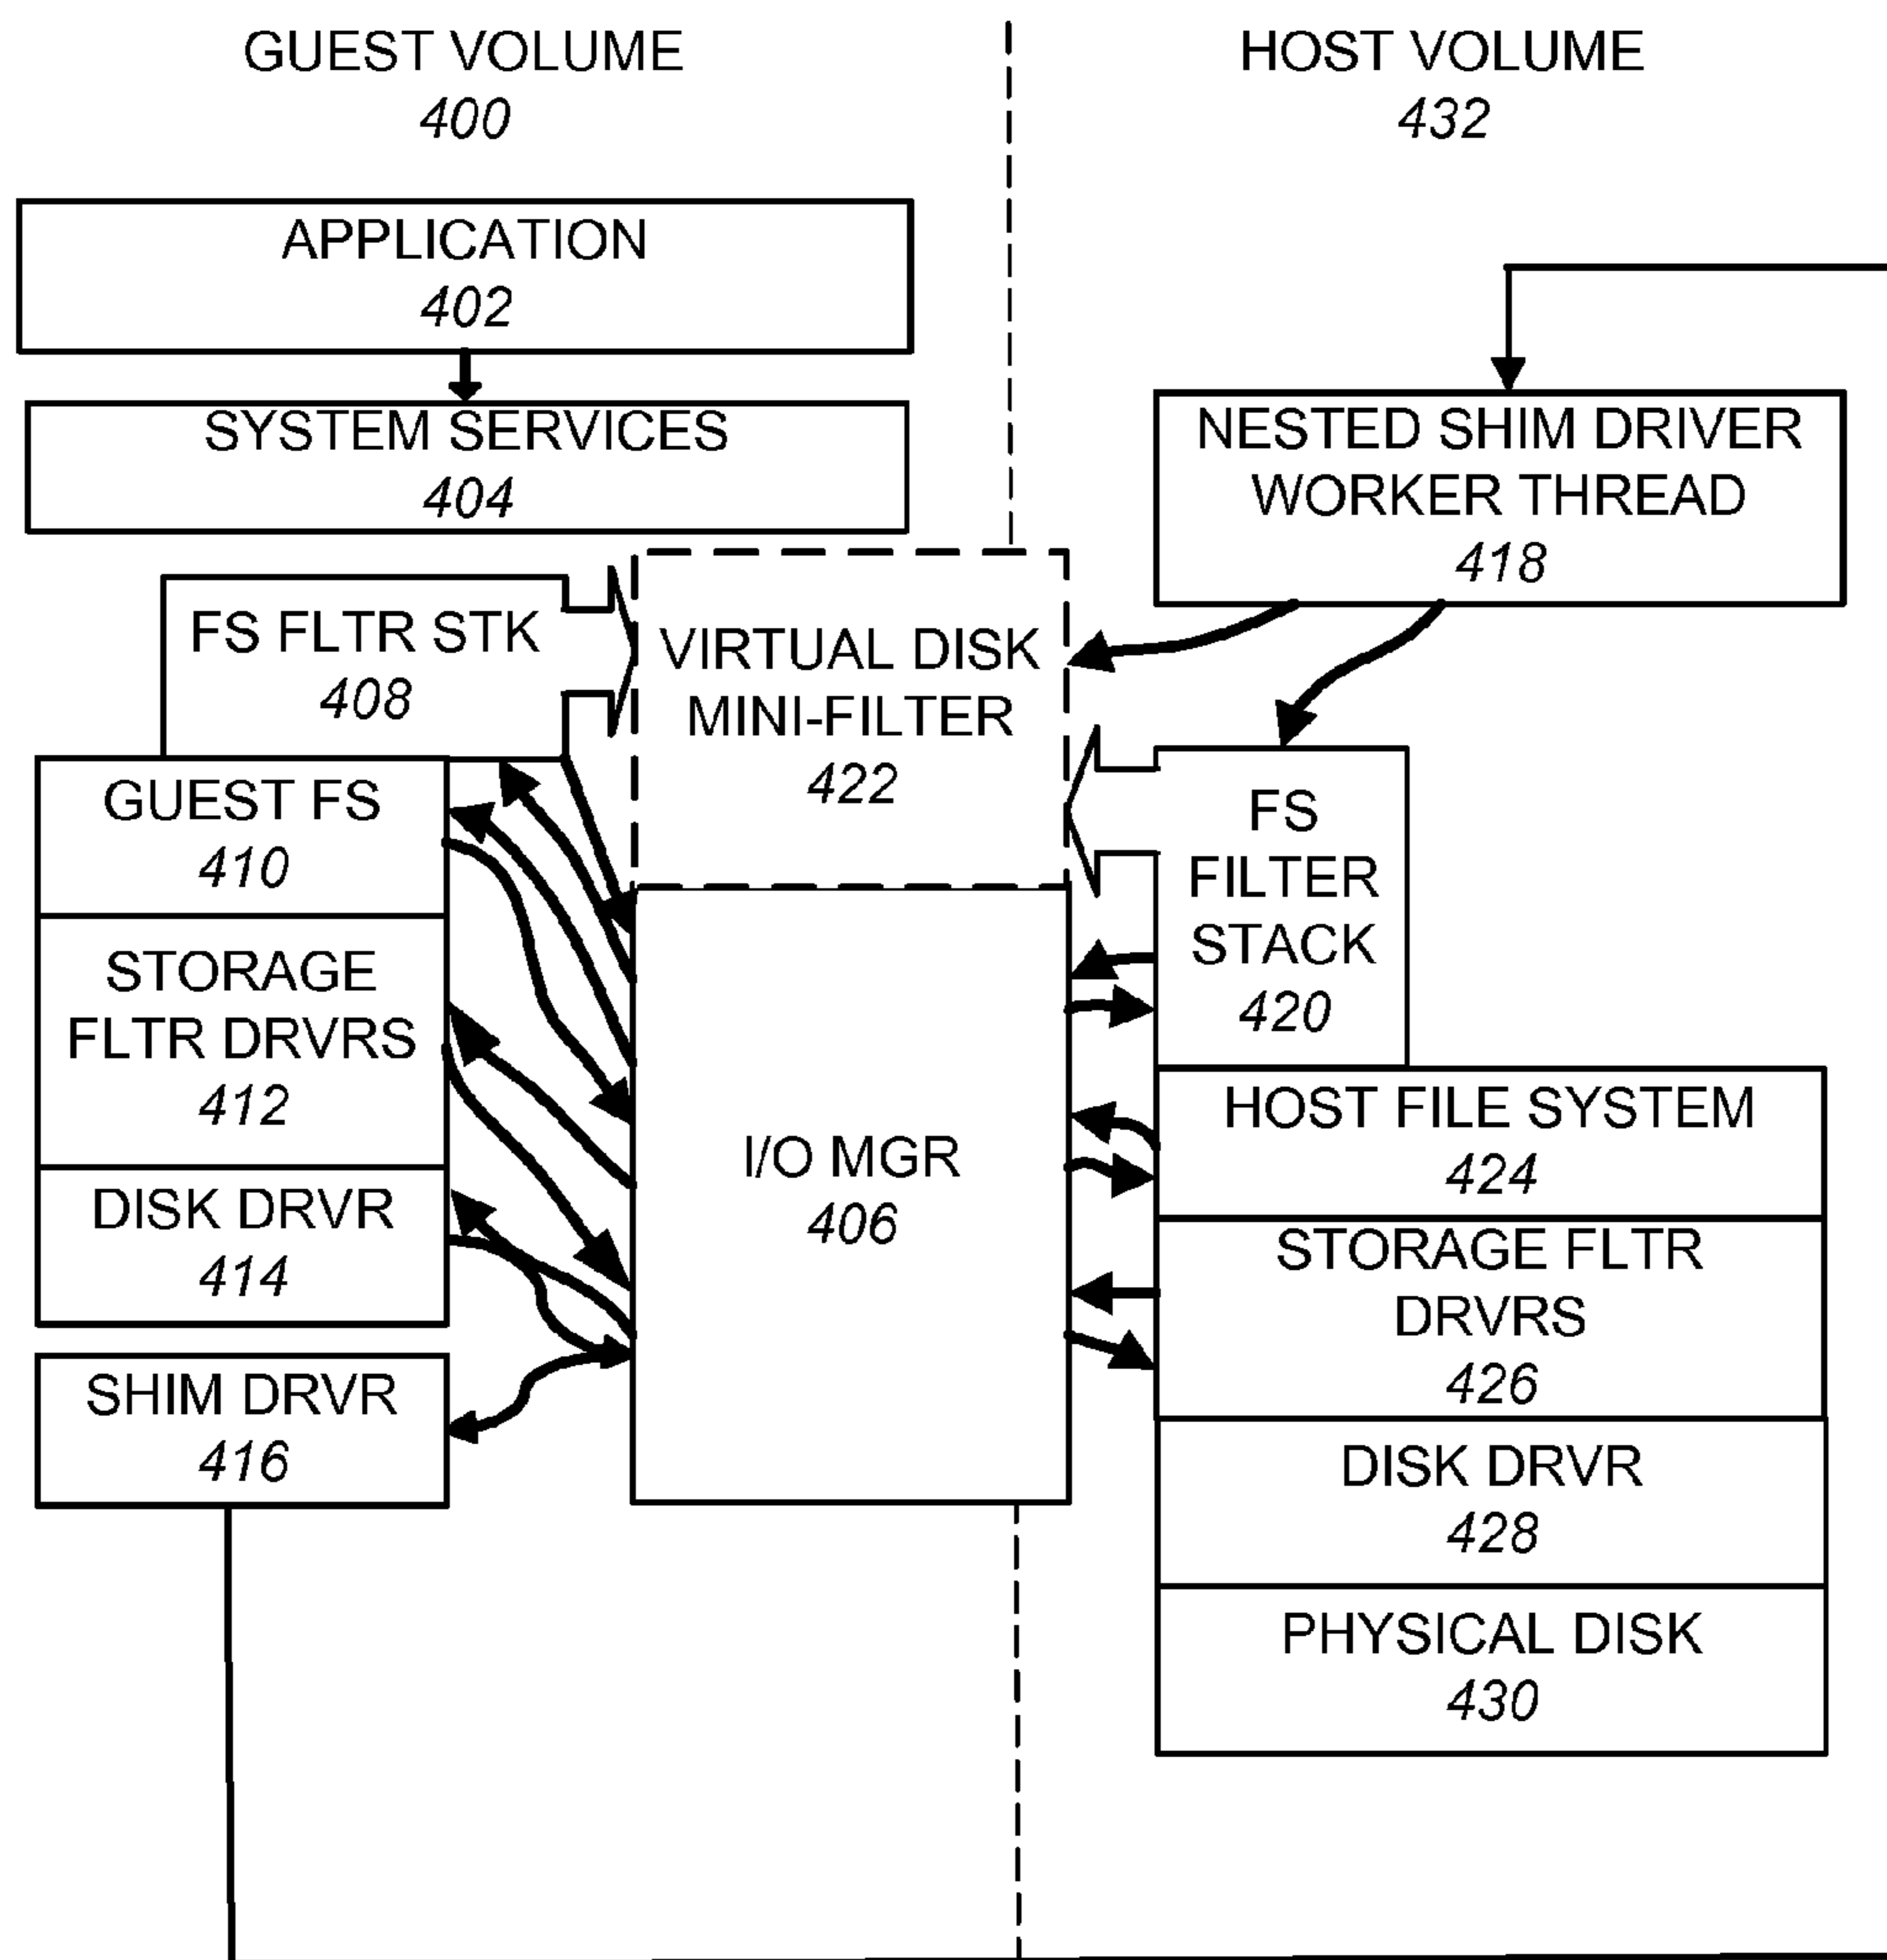 GUEST VOLUME
400
HOST VOLUME
432
APPLICATION
402
SYSTEM SERVICES
404
NESTED SHIM DRIVER
WORKER THREAD
418
FS FLTR STK
408
VIRTUAL DISK
MINI-FILTER
422
GUEST FS
410
STORAGE
FLTR DRVRS
412
DISK DRVR
414
SHIM DRVR
416
I/O MGR
406
FS
FILTER
STACK
420
HOST FILE SYSTEM
424
STORAGE FLTR
DRVRS
426
DISK DRVR
428
PHYSICAL DISK
430